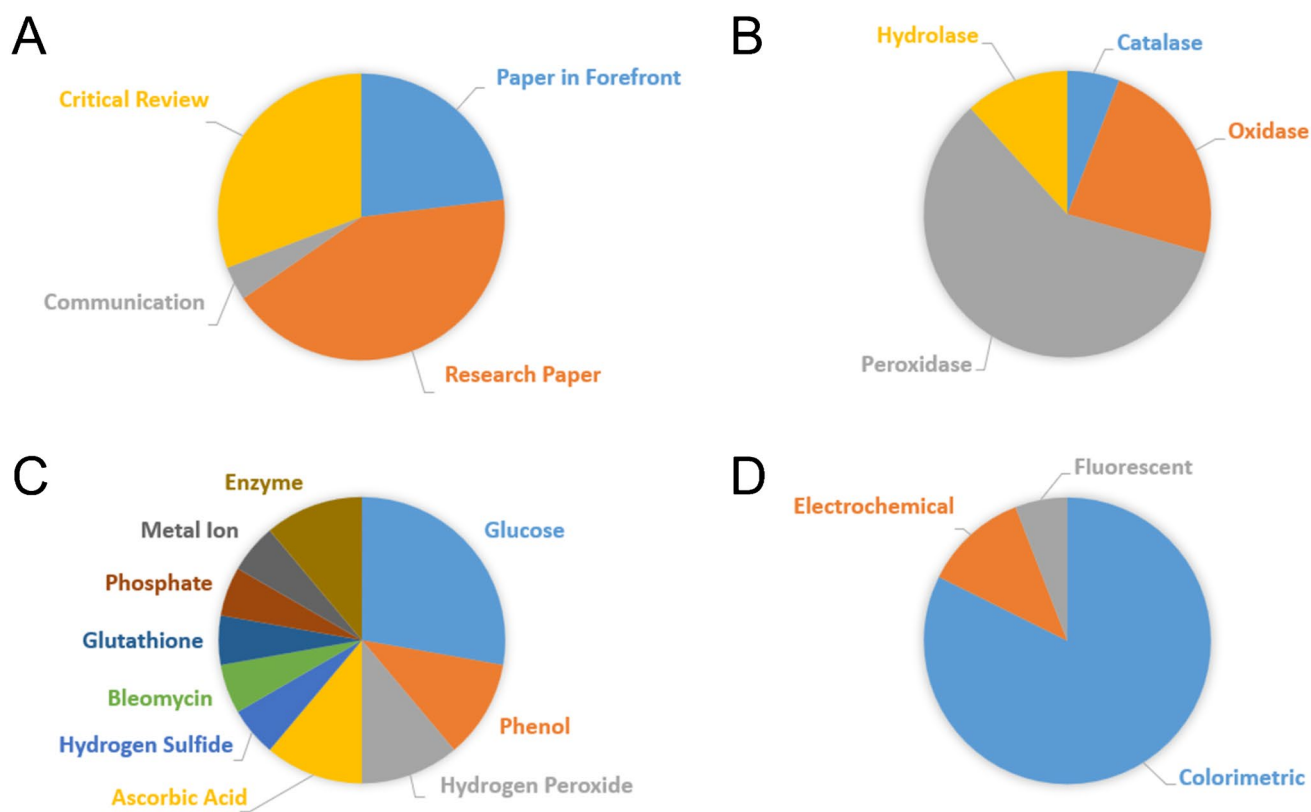 A
Critical Review
Paper in Forefront
Communication
Research Paper
B
Hydrolase
Catalase
Oxidase
Peroxidase
C
Enzyme
Metal Ion
Glucose
Phosphate
Glutathione
Bleomycin
Phenol
Hydrogen Sulfide
Hydrogen Peroxide
Ascorbic Acid
D
Fluorescent
Electrochemical
Colorimetric